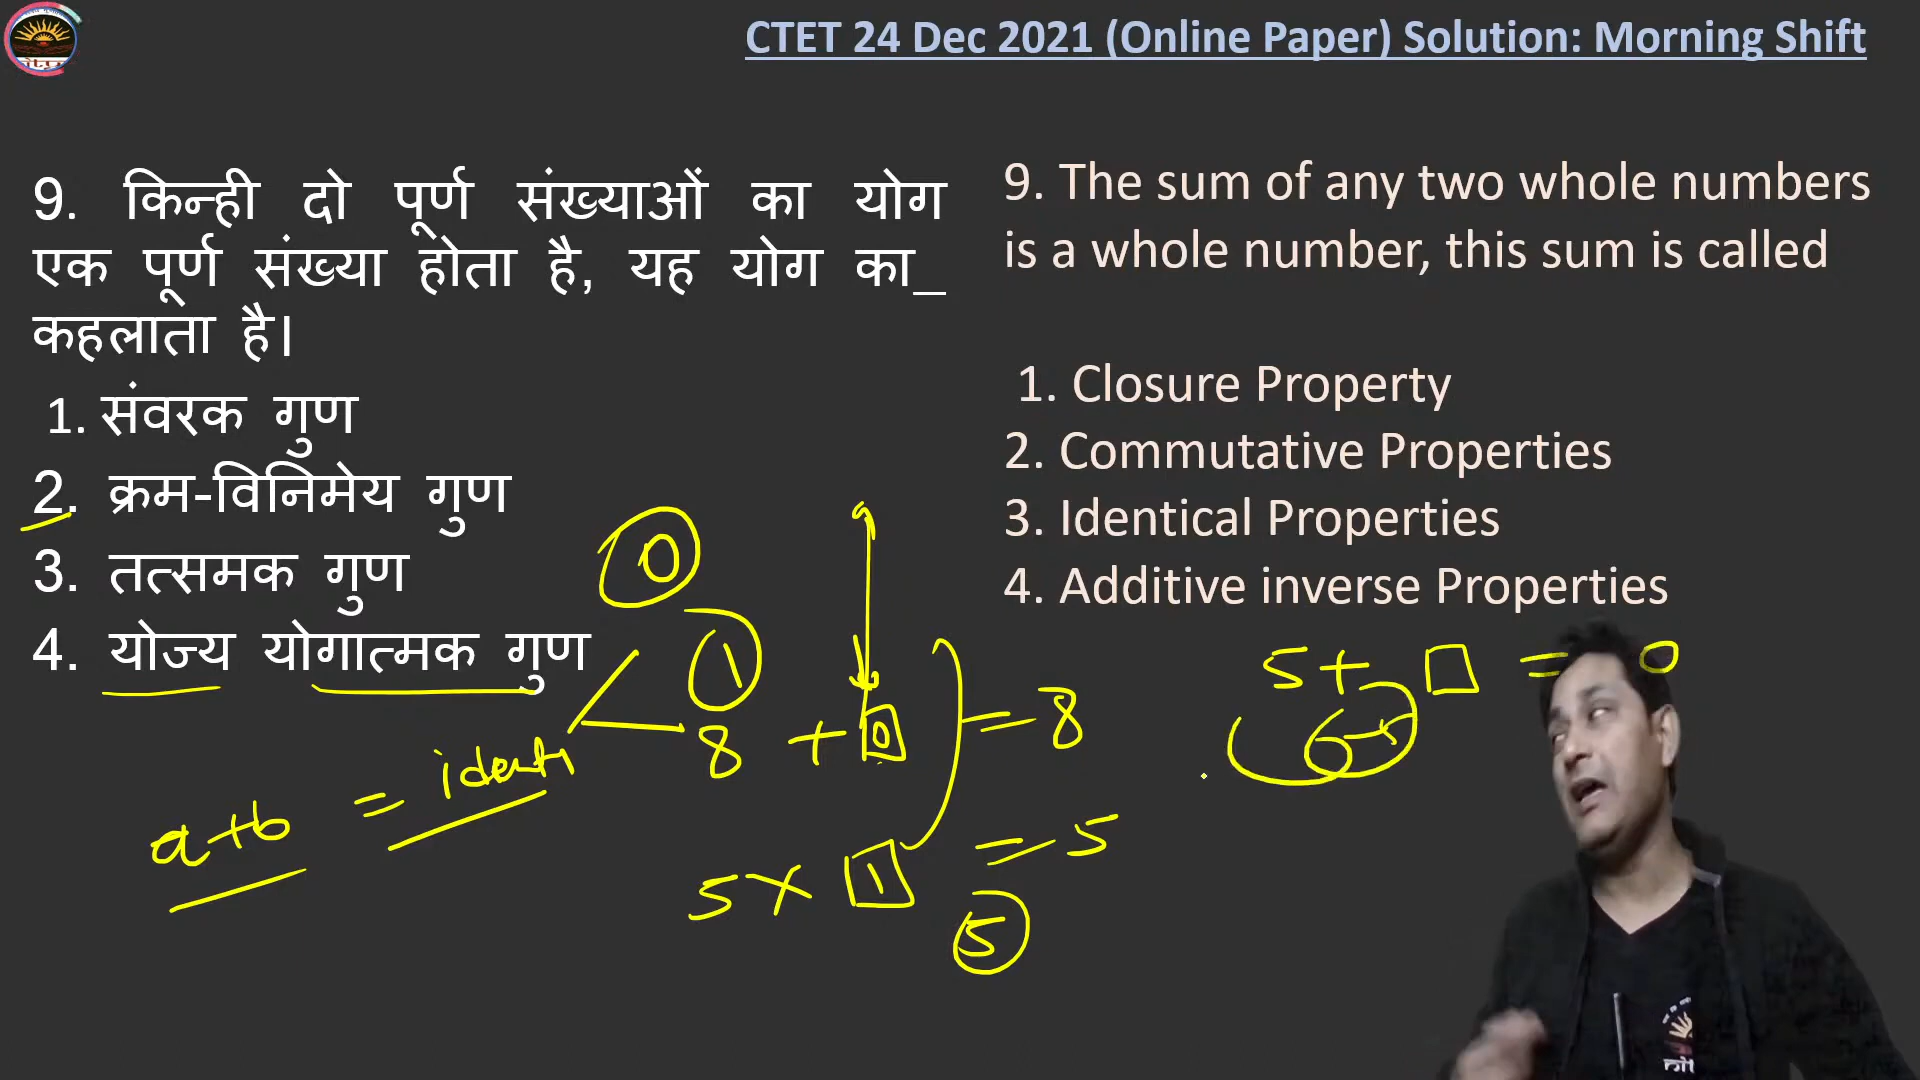 CTET 24 Dec 2021 (Online Paper) Solution: Morning Shift
9. किन्ही दो पूर्ण संख्याओं का योग
एक पूर्ण संख्या होता है, यह योग का_
कहलाता है।
1. संवरक गुण
2. क्रम-विनिमेय गुण
3. तत्समक गुण
4. योज्य योगात्मक गुण
9. The sum of any two whole numbers
is a whole number, this sum is called
1. Closure Property
2. Commutative Properties
3. Identical Properties
4. Additive inverse Properties
0
1
8 + 0 = 8
a+b = identy
5 × 1 = 5
5
5 + □ = 0